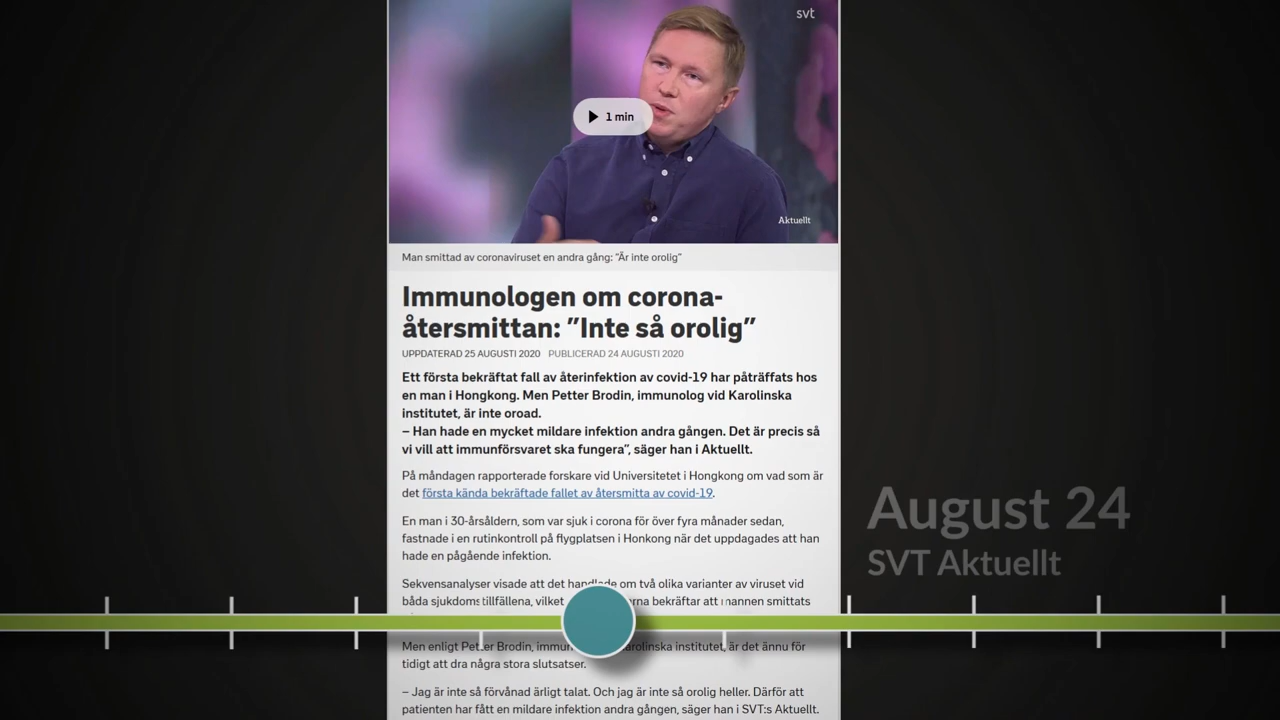 svt
1 min
Aktuellt
Man smittad av coronaviruset en andra gång: "Är inte orolig"
Immunologen om corona-
återsmittan: ”Inte så orolig”
UPPDATERAD 25 AUGUSTI 2020 PUBLICERAD 24 AUGUSTI 2020
Ett första bekräftat fall av återinfektion av covid-19 har påträffats hos
en man i Hongkong. Men Petter Brodin, immunolog vid Karolinska
institutet, är inte oroad.
– Han hade en mycket mildare infektion andra gången. Det är precis så
vi vill att immunförsvaret ska fungera”, säger han i Aktuellt.
På måndagen rapporterade forskare vid Universitetet i Hongkong om vad som är
det första kända bekräftade fallet av återsmitta av covid-19.
En man i 30-årsåldern, som var sjuk i corona för över fyra månader sedan,
fastnade i en rutinkontroll på flygplatsen i Honkong när det uppdagades att han
hade en pågående infektion.
Sekvensanalyser visade att det handlade om två olika varianter av viruset vid
båda sjukdomstillfällena, vilket bekräftar att mannen smittats
Men enligt Petter Brodin, institutet, är det ännu för
tidigt att dra några stora slutsatser.
– Jag är inte så förvånad ärligt talat. Och jag är inte så orolig heller. Därför att
patienten har fått en mildare infektion andra gången, säger han i SVT:s Aktuellt.
August 24
SVT Aktuellt